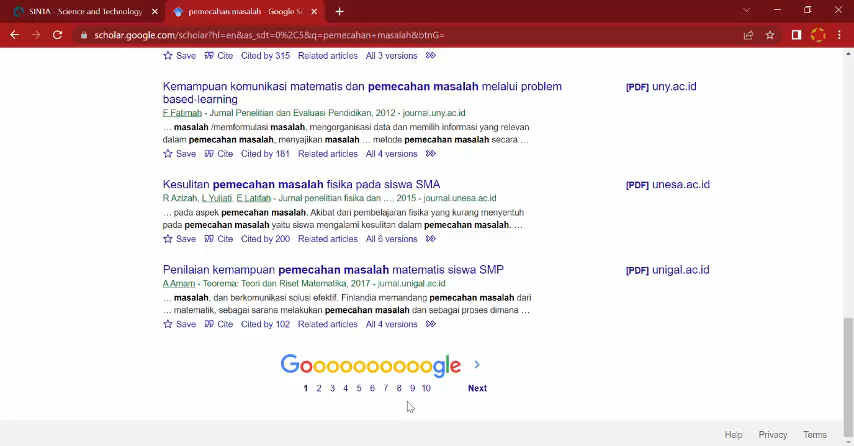 SINTA - Science and Technology
pemecahan masalah - Google Sc
scholar.google.com/scholar?hl=en&as_sdt=0%2C5&q=pemecahan+masalah&btnG=
Save Cite Cited by 315 Related articles All 3 versions
Kemampuan komunikasi matematis dan pemecahan masalah melalui problem
based-learning
[PDF] uny.ac.id
F Fatimah - Jurnal Penelitian dan Evaluasi Pendidikan, 2012 - journal.uny.ac.id
... masalah /memformulasi masalah, mengorganisasi data dan memilih informasi yang relevan
dalam pemecahan masalah, menyajikan masalah ... metode pemecahan masalah secara ...
Save Cite Cited by 181 Related articles All 4 versions
Kesulitan pemecahan masalah fisika pada siswa SMA
[PDF] unesa.ac.id
R Azizah, L Yuliati, E Latifah - Jurnal penelitian fisika dan ..., 2015 - journal.unesa.ac.id
... pada aspek pemecahan masalah. Akibat dari pembelajaran fisika yang kurang menyentuh
pada pemecahan masalah yaitu siswa mengalami kesulitan dalam pemecahan masalah. ...
Save Cite Cited by 200 Related articles All 6 versions
Penilaian kemampuan pemecahan masalah matematis siswa SMP
[PDF] unigal.ac.id
A Amam - Teorema: Teori dan Riset Matematika, 2017 - jurnal.unigal.ac.id
... masalah, dan berkomunikasi solusi efektif. Finlandia memandang pemecahan masalah dari
... matematik, sebagai sarana melakukan pemecahan masalah dan sebagai proses dimana ...
Save Cite Cited by 102 Related articles All 4 versions
Goooooooooogle
1 2 3 4 5 6 7 8 9 10 Next
Help Privacy Terms